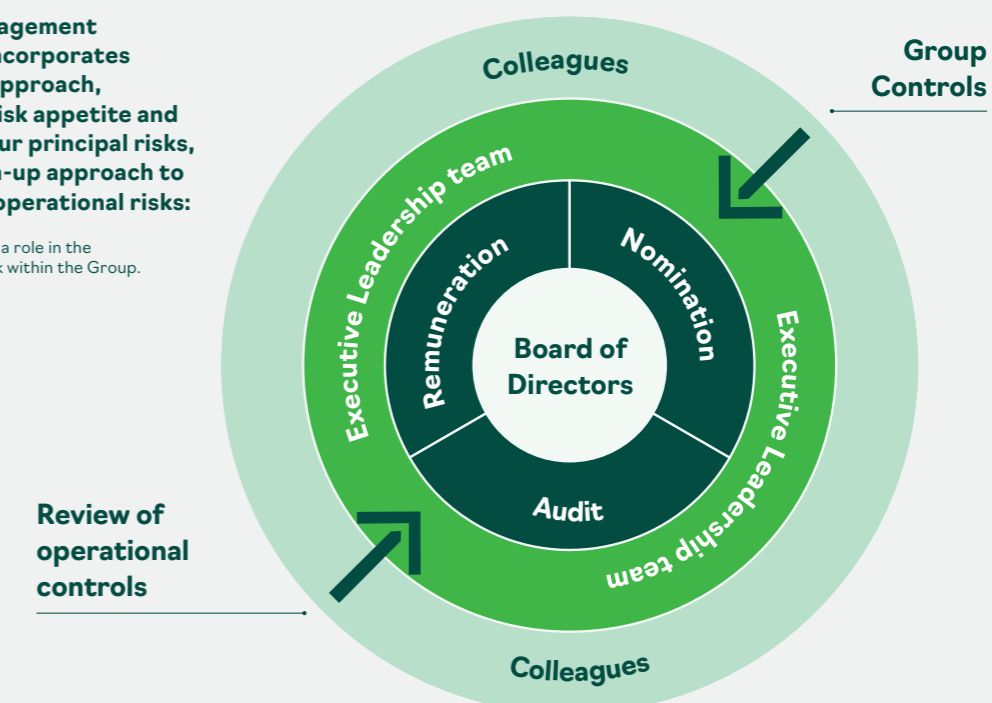 agement
ncorporates
pproach,
isk appetite and
ur principal risks,
-up approach to
operational risks:
a role in the
within the Group.
Colleagues
Group
Controls
Executive Leadership team
Remuneration
Nomination
Board of
Directors
Executive Leadership team
Audit
Review of
operational
controls
Colleagues